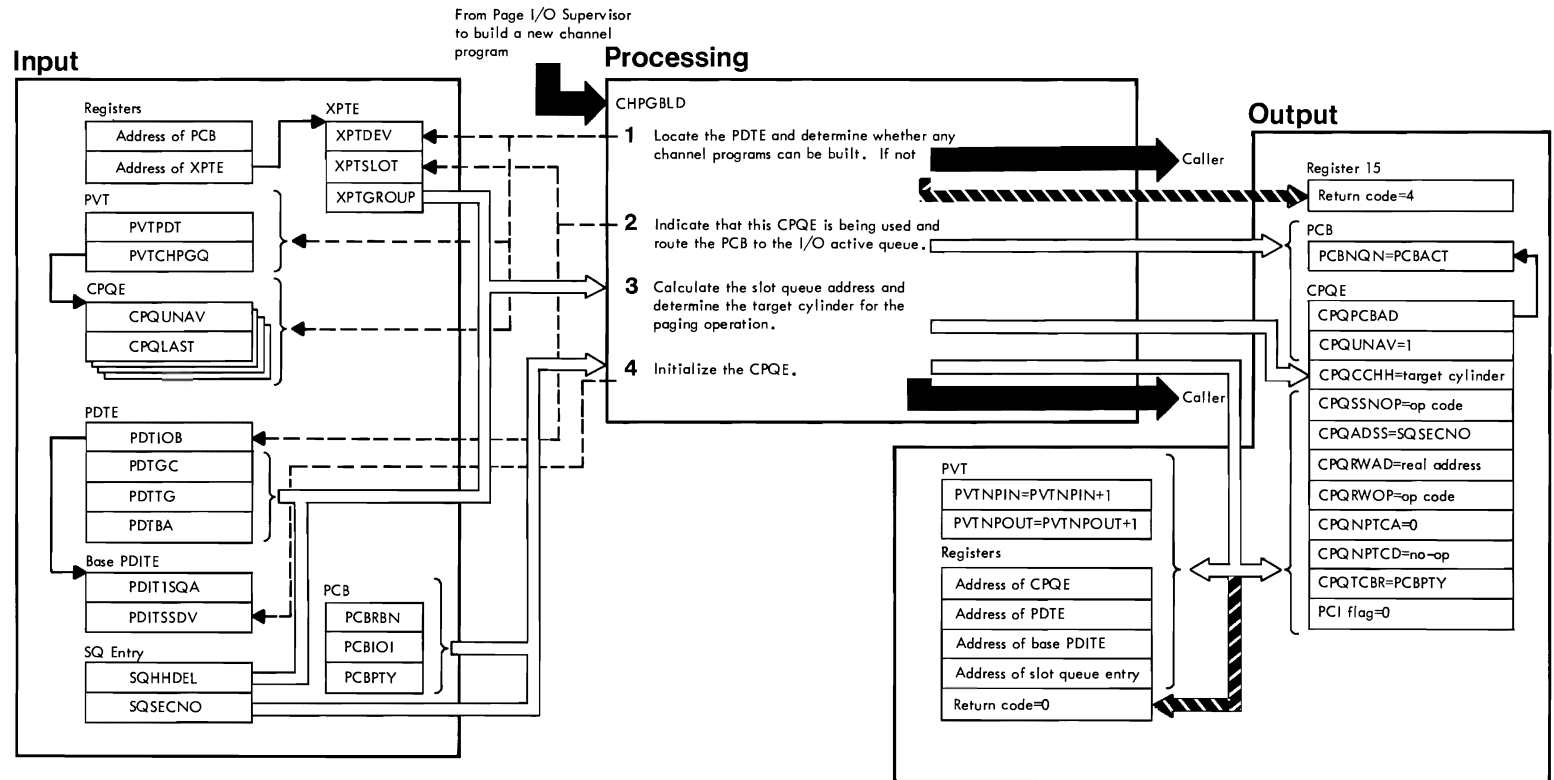 From Page I/O Supervisor
to build a new channel
program
Input
Registers
Address of PCB
Address of XPTE
XPTE
XPTDEV
XPTSLOT
XPTGROUP
PVT
PVTPDT
PVTCHPGQ
CPQE
CPQUNAV
CPQLAST
PDTE
PDTIOB
PDTGC
PDTTG
PDTBA
Base PDITE
PDIT1SQA
PDITSSDV
SQ Entry
SQHHDEL
SQSECNO
PCB
PCBRBN
PCBIOI
PCBPTY
Processing
CHPGBLD
1 Locate the PDTE and determine whether any
channel programs can be built. If not
Caller
2 Indicate that this CPQE is being used and
route the PCB to the I/O active queue.
3 Calculate the slot queue address and
determine the target cylinder for the
paging operation.
4 Initialize the CPQE.
Caller
Output
Register 15
Return code=4
PCB
PCBNQN=PCBACT
CPQE
CPQPCBAD
CPQUNAV=1
CPQCCHH=target cylinder
CPQSSNOP=op code
CPQADSS=SQSECNO
CPQRWAD=real address
CPQRWOP=op code
CPQNPTCA=0
CPQNPTCD=no-op
CPQTCBR=PCBPTY
PCI flag=0
PVT
PVTNPIN=PVTNPIN+1
PVTNPOUT=PVTNPOUT+1
Registers
Address of CPQE
Address of PDTE
Address of base PDITE
Address of slot queue entry
Return code=0